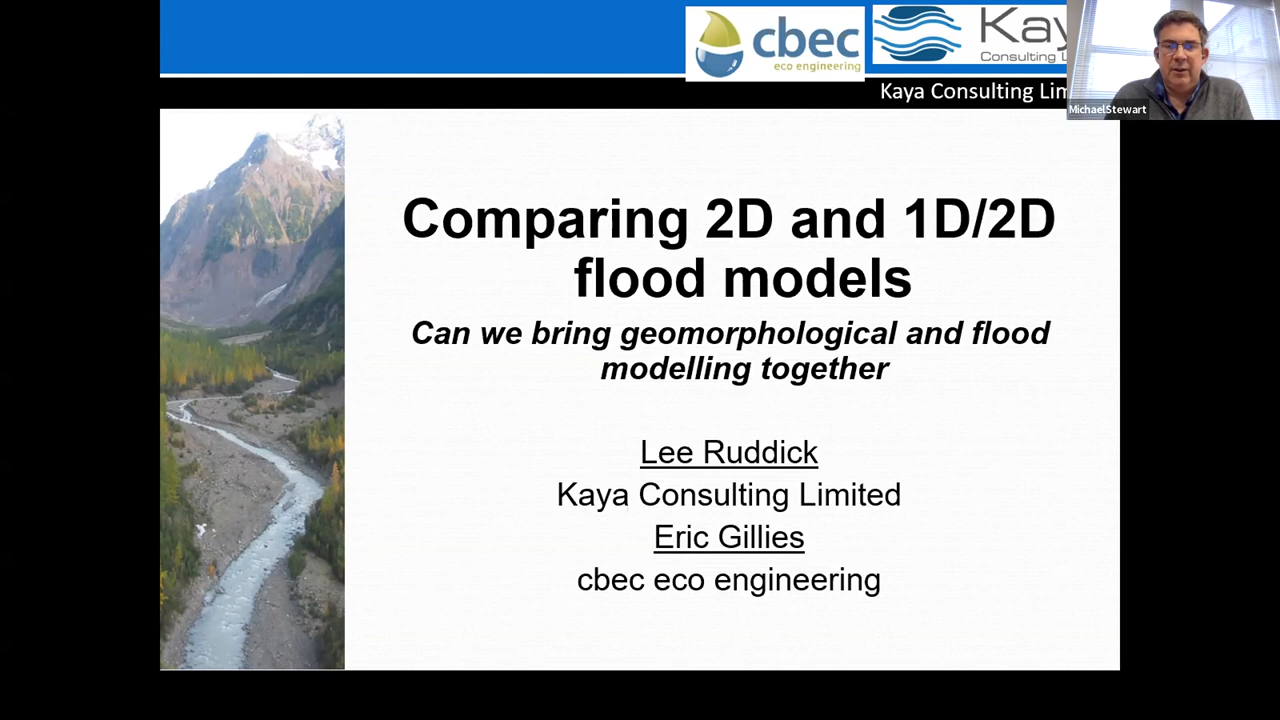 cbec
eco engineering
Kay
Consulting L
Kaya Consulting Lim
MichaelStewart
Comparing 2D and 1D/2D
flood models
Can we bring geomorphological and flood
modelling together
Lee Ruddick
Kaya Consulting Limited
Eric Gillies
cbec eco engineering